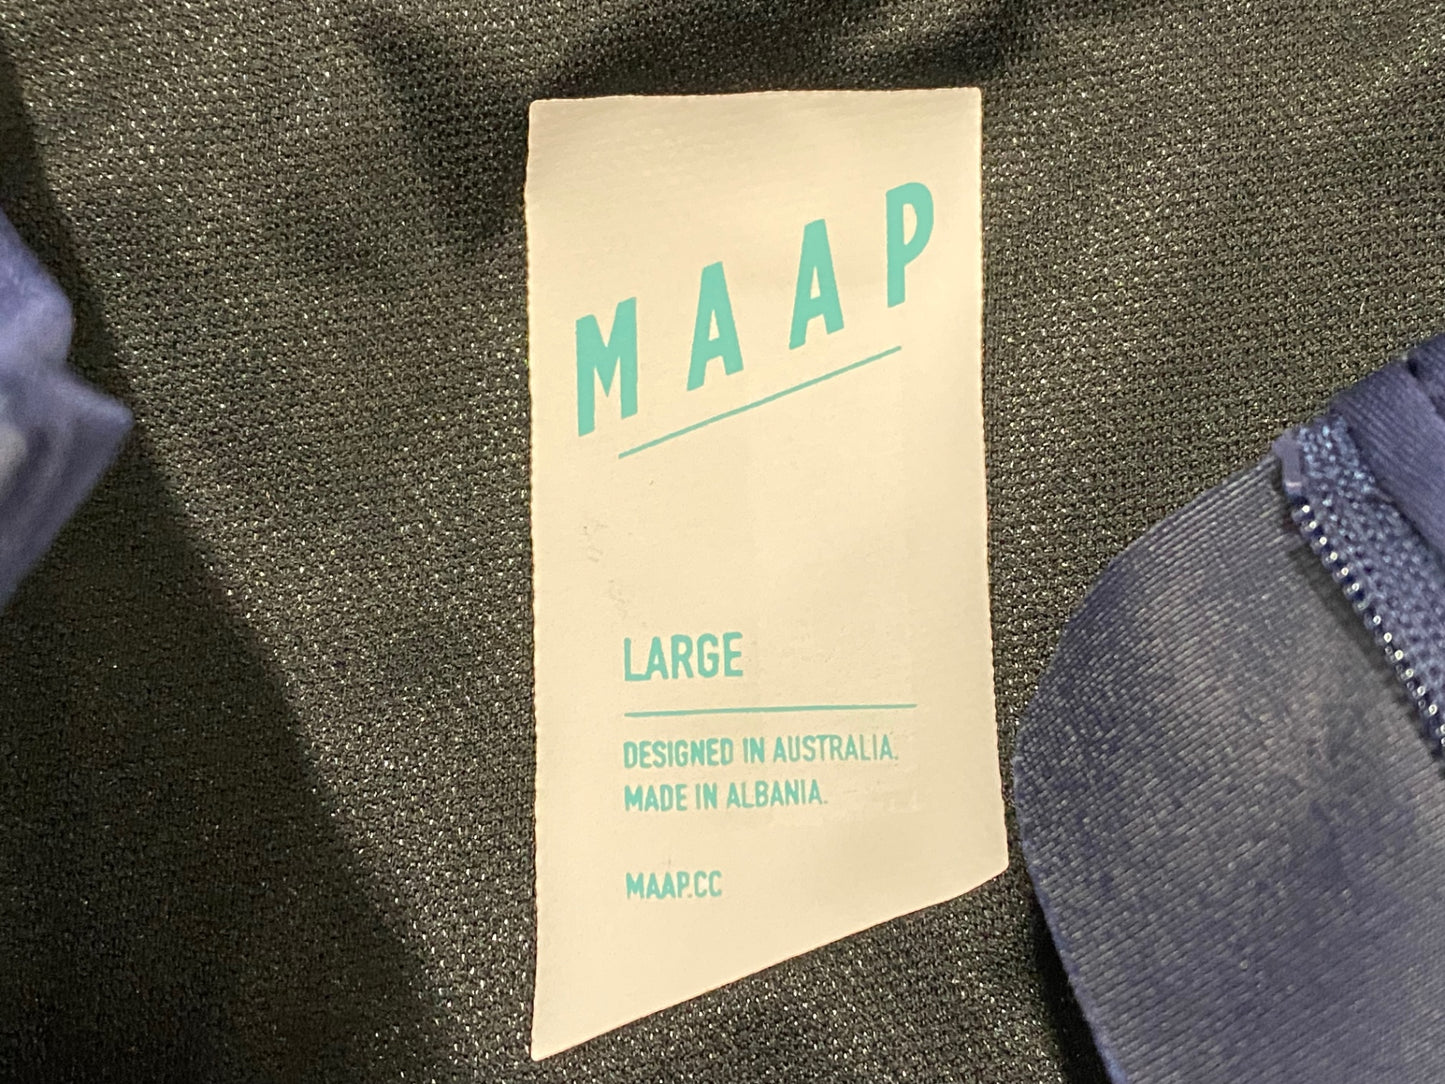 MAAP
LARGE
DESIGNED IN AUSTRALIA.
MADE IN ALBANIA.
MAAP.CC